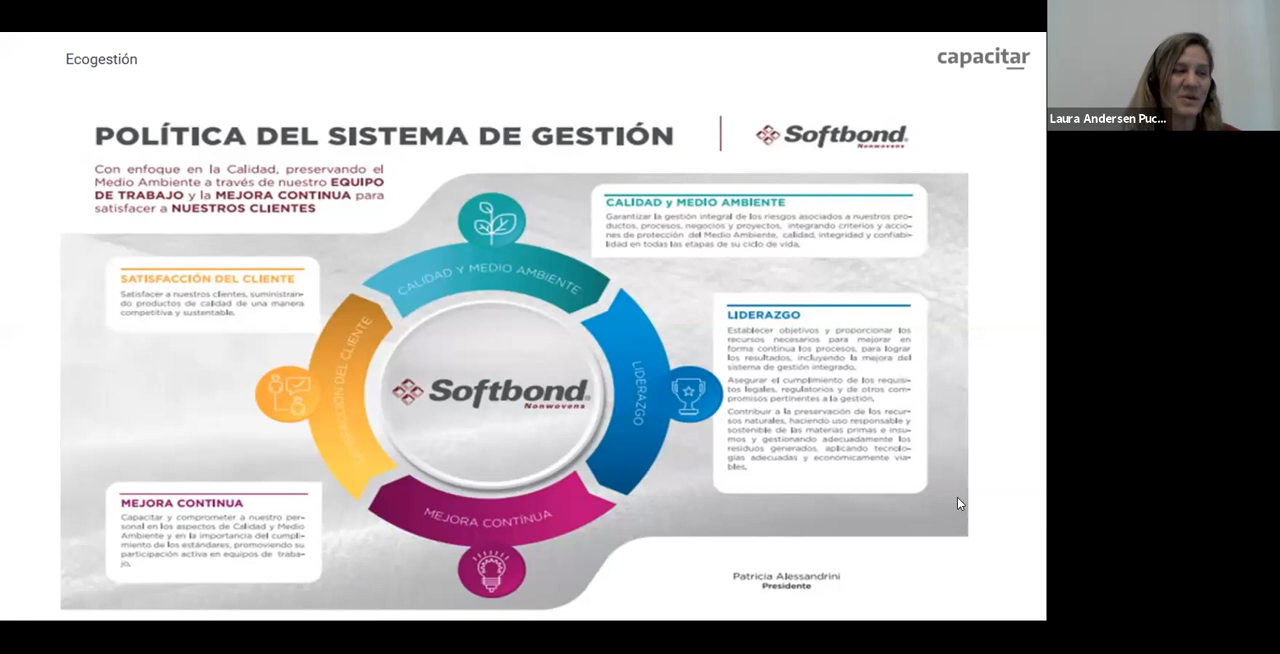 Ecogestión
capacitar
Laura Andersen Puc...
POLÍTICA DEL SISTEMA DE GESTIÓN
Softbond
Nonwovens
Con enfoque en la Calidad, preservando el
Medio Ambiente a través de nuestro EQUIPO
DE TRABAJO y la MEJORA CONTINUA para
satisfacer a NUESTROS CLIENTES
CALIDAD y MEDIO AMBIENTE
Garantizar la gestión integral de los riesgos asociados a nuestros pro-
ductos, procesos, negocios y proyectos, integrando criterios y accio-
nes de protección del Medio Ambiente, calidad, integridad y confiabi-
lidad en todas las etapas de su ciclo de vida.
SATISFACCIÓN DEL CLIENTE
Satisfacer a nuestros clientes, suministran-
do productos de calidad de una manera
competitiva y sustentable.
CALIDAD Y MEDIO AMBIENTE
LIDERAZGO
MEJORA CONTÍNUA
SATISFACCIÓN DEL CLIENTE
Softbond
Nonwovens
LIDERAZGO
Establecer objetivos y proporcionar los
recursos necesarios para mejorar en
forma continua los procesos, para lograr
los resultados, incluyendo la mejora del
sistema de gestión integrado.
Asegurar el cumplimiento de los requisi-
tos legales, regulatorios y de otros com-
promisos pertinentes a la gestión.
Contribuir a la preservación de los recur-
sos naturales, haciendo uso responsable y
sostenible de las materias primas e insu-
mos y gestionando adecuadamente los
residuos generados, aplicando tecnolo-
gías adecuadas y económicamente via-
bles.
MEJORA CONTINUA
Capacitar y comprometer a nuestro per-
sonal en los aspectos de Calidad y Medio
Ambiente y en la importancia del cumpli-
miento de los estándares, promoviendo su
participación activa en equipos de traba-
jo.
Patricia Alessandrini
Presidente